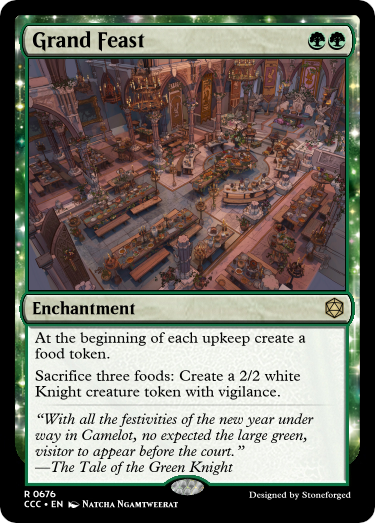 Grand Feast
Enchantment
At the beginning of each upkeep create a
food token.
Sacrifice three foods: Create a 2/2 white
Knight creature token with vigilance.
“With all the festivities of the new year under
way in Camelot, no expected the large green,
visitor to appear before the court.”
—The Tale of the Green Knight
R 0676
CCC • EN Natcha Ngamtweerat
Designed by Stoneforged